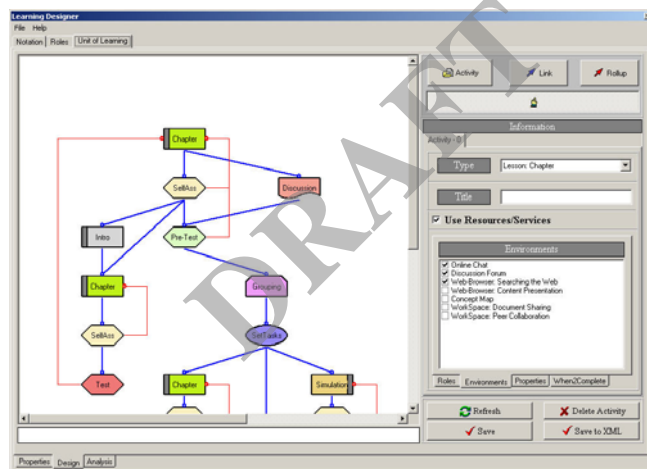 Learning Designer
File Help
Notation Roles Unit of Learning
Activity
Link
Rollup
Information
Activity - 0
Type
Lesson: Chapter
Title
Use Resources/Services
Environments
Online Chat
Discussion Forum
Web-Browser: Searching the Web
Web-Browser: Content Presentation
Concept Map
WorkSpace: Document Sharing
WorkSpace: Peer Collaboration
Roles Environments Properties When2Complete
Refresh
Delete Activity
Save
Save to XML
Chapter
SelfAss
Discussion
Intro
Pre-Test
Chapter
Grouping
SelfAss
SetTasks
Test
Chapter
Simulation
Properties Design Analysis
DRAFT